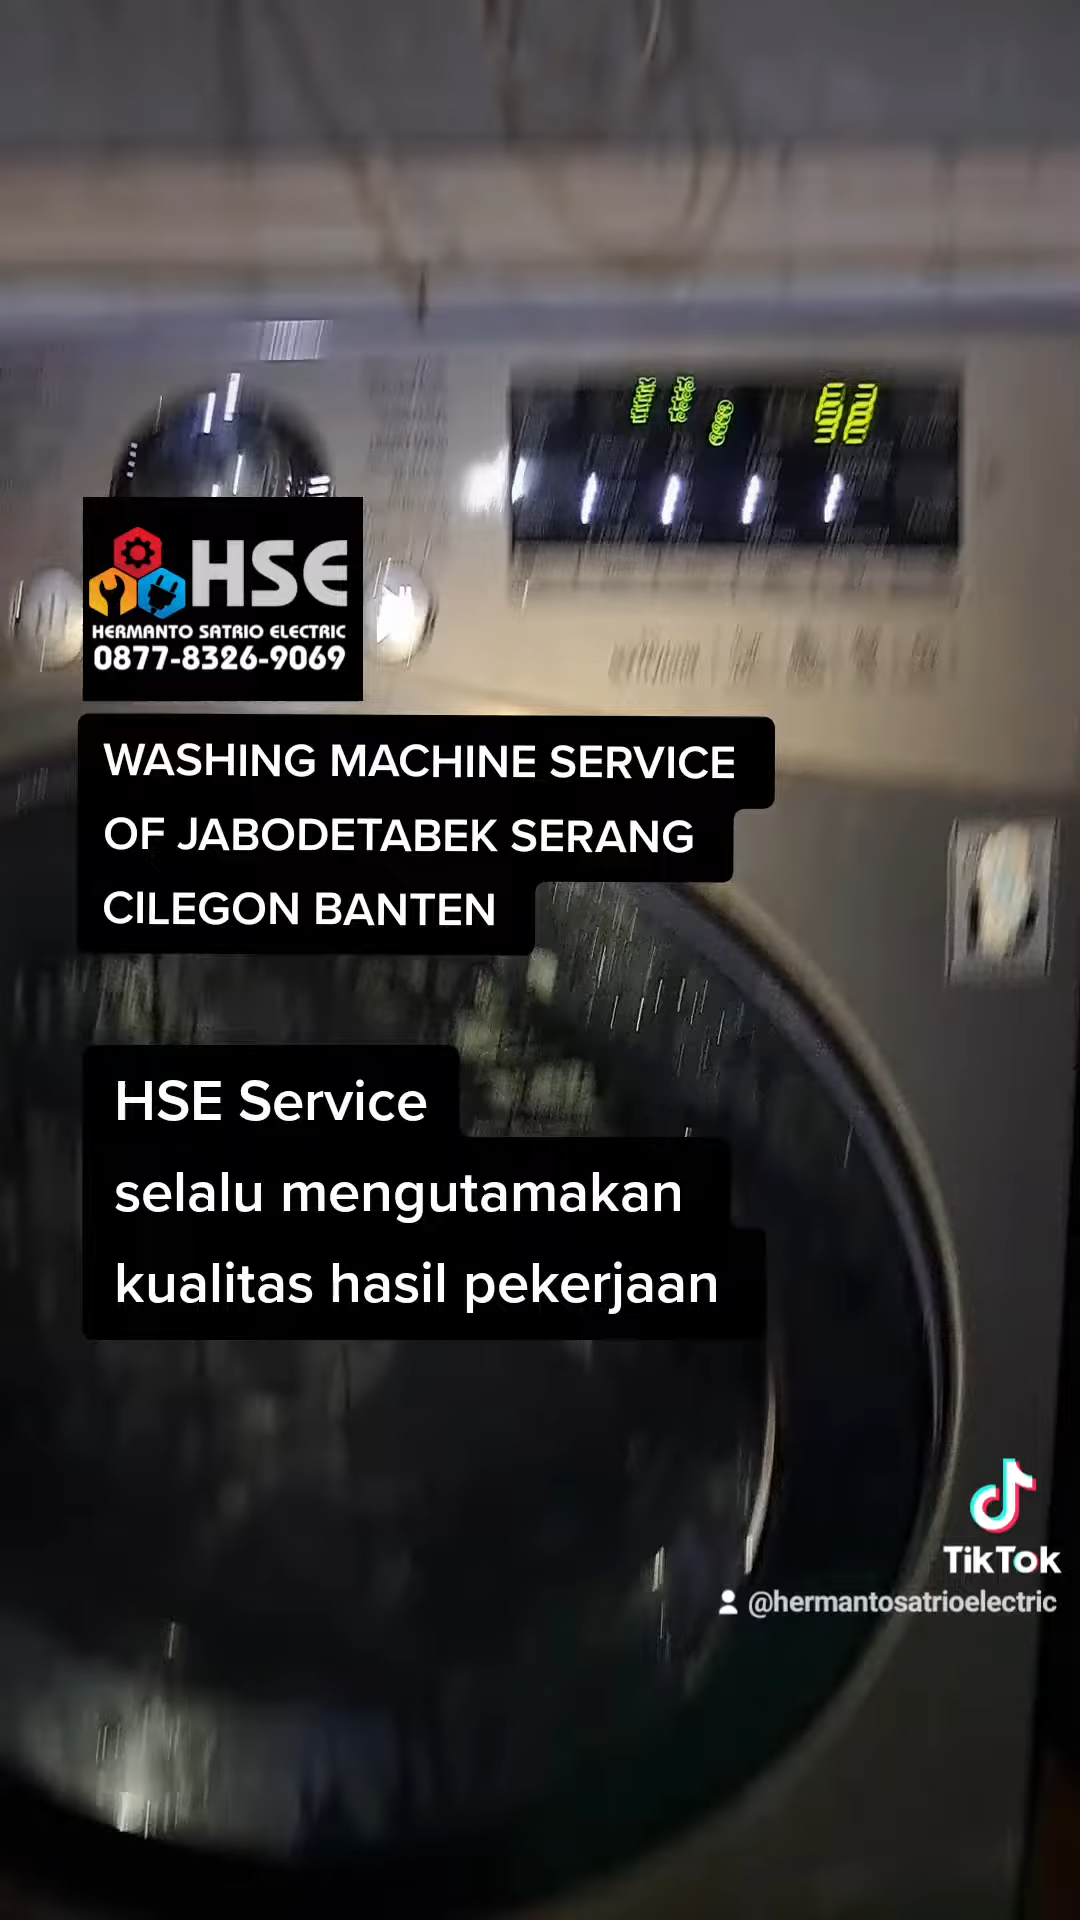 HSE
HERMANTO SATRIO ELECTRIC
0877-8326-9069
WASHING MACHINE SERVICE
OF JABODETABEK SERANG
CILEGON BANTEN
HSE Service
selalu mengutamakan
kualitas hasil pekerjaan
TikTok
@hermantosatrioelectric